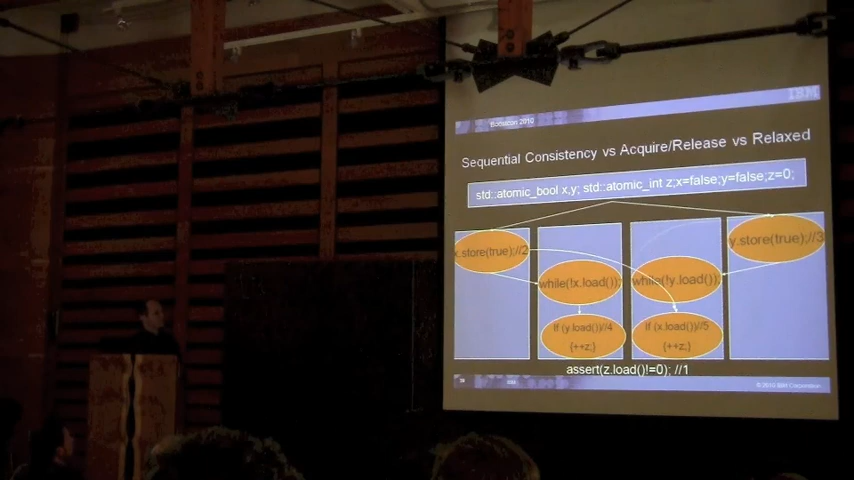 IBM
BoostCon 2010
Sequential Consistency vs Acquire/Release vs Relaxed
std::atomic_bool x,y; std::atomic_int z;x=false;y=false;z=0;
x.store(true);//2
y.store(true);//3
while(!x.load());
while(!y.load());
If (y.load())//4
{++z;}
If (x.load())//5
{++z;}
assert(z.load()!=0); //1
© 2010 IBM Corporation